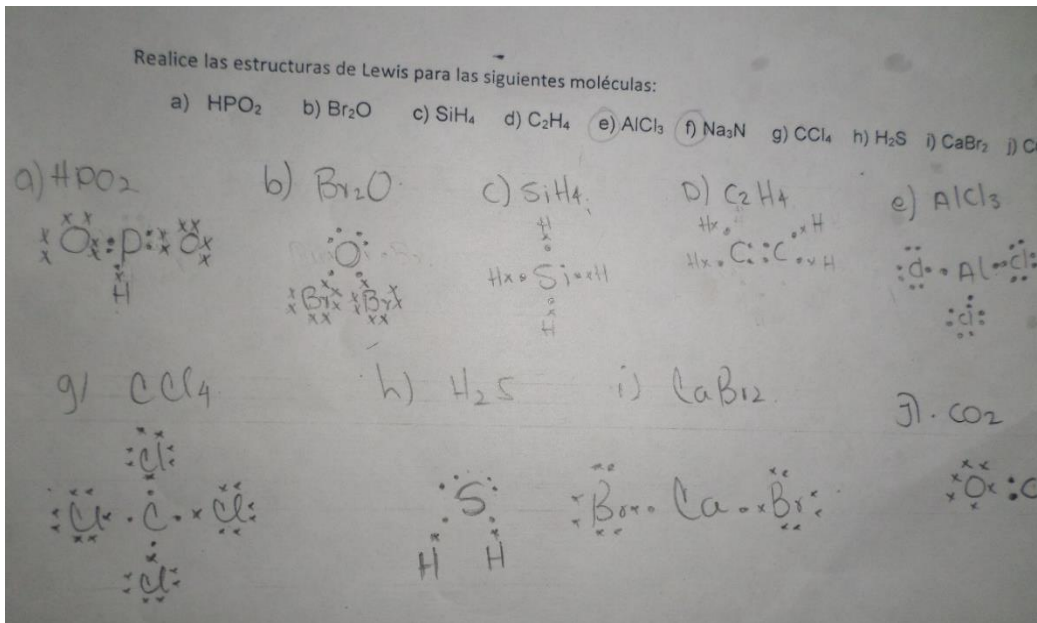 Realice las estructuras de Lewis para las siguientes moléculas:
a) HPO₂ b) Br₂O c) SiH₄ d) C₂H₄ e) AlCl₃ f) Na₃N g) CCl₄ h) H₂S i) CaBr₂ j) C
a) HPO2 b) Br2O c) SiH4 D) C2H4 e) AlCl3
O P O
H
O
Br Br
H
H Si H
H
H H
H C C H
Cl Al Cl
Cl
g) CCl4 h) H2S i) CaBr2 J). CO2
Cl
Cl C Cl
Cl
S
H H
Br Ca Br
O C